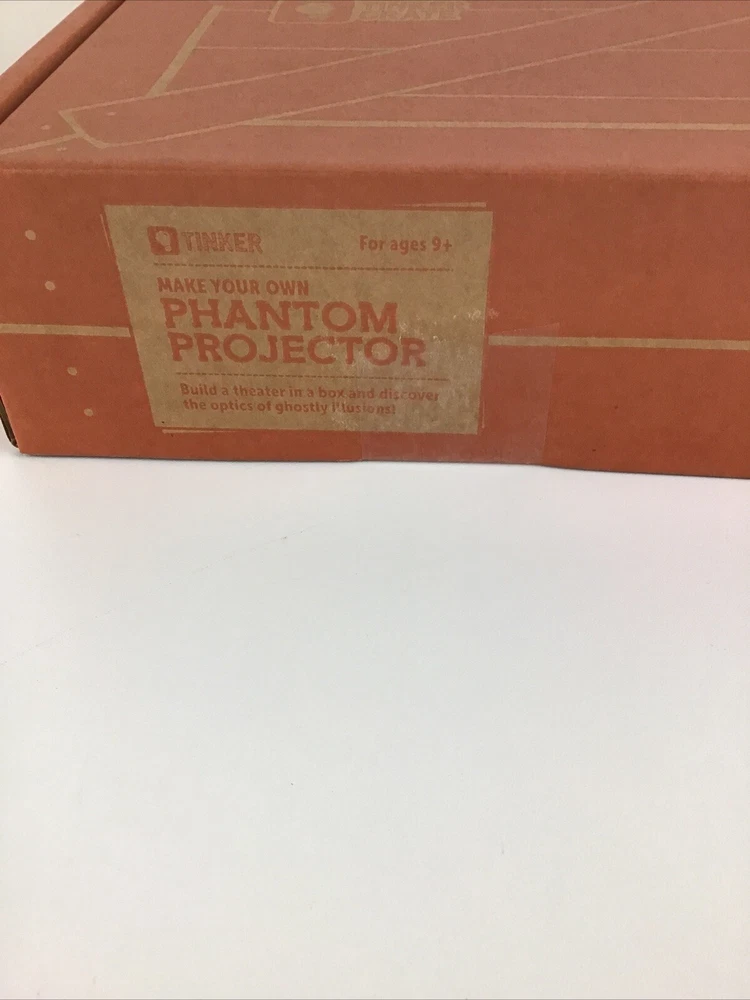 TINKER
For ages 9+
MAKE YOUR OWN
PHANTOM
PROJECTOR
Build a theater in a box and discover
the optics of ghostly illusions!